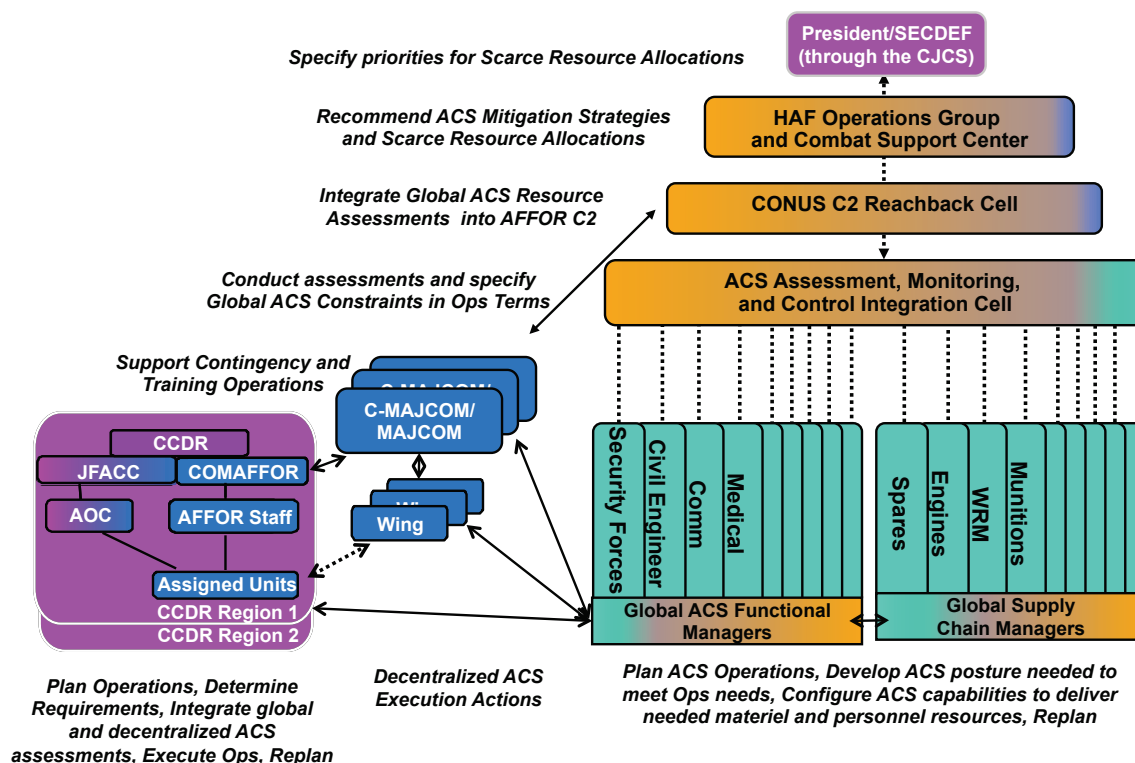 President/SECDEF
(through the CJCS)
Specify priorities for Scarce Resource Allocations
Recommend ACS Mitigation Strategies
and Scarce Resource Allocations
HAF Operations Group
and Combat Support Center
Integrate Global ACS Resource
Assessments into AFFOR C2
CONUS C2 Reachback Cell
Conduct assessments and specify
Global ACS Constraints in Ops Terms
ACS Assessment, Monitoring,
and Control Integration Cell
Support Contingency and
Training Operations
C-MAJCOM/
C-MAJCOM/
MAJCOM
CCDR
JFACC
COMAFFOR
AOC
AFFOR Staff
Wing
Assigned Units
CCDR Region 1
CCDR Region 2
Security Forces
Civil Engineer
Comm
Medical
Spares
Engines
WRM
Munitions
Global ACS Functional
Managers
Global Supply
Chain Managers
Plan Operations, Determine
Requirements, Integrate global
and decentralized ACS
assessments, Execute Ops, Replan
Decentralized ACS
Execution Actions
Plan ACS Operations, Develop ACS posture needed to
meet Ops needs, Configure ACS capabilities to deliver
needed materiel and personnel resources, Replan